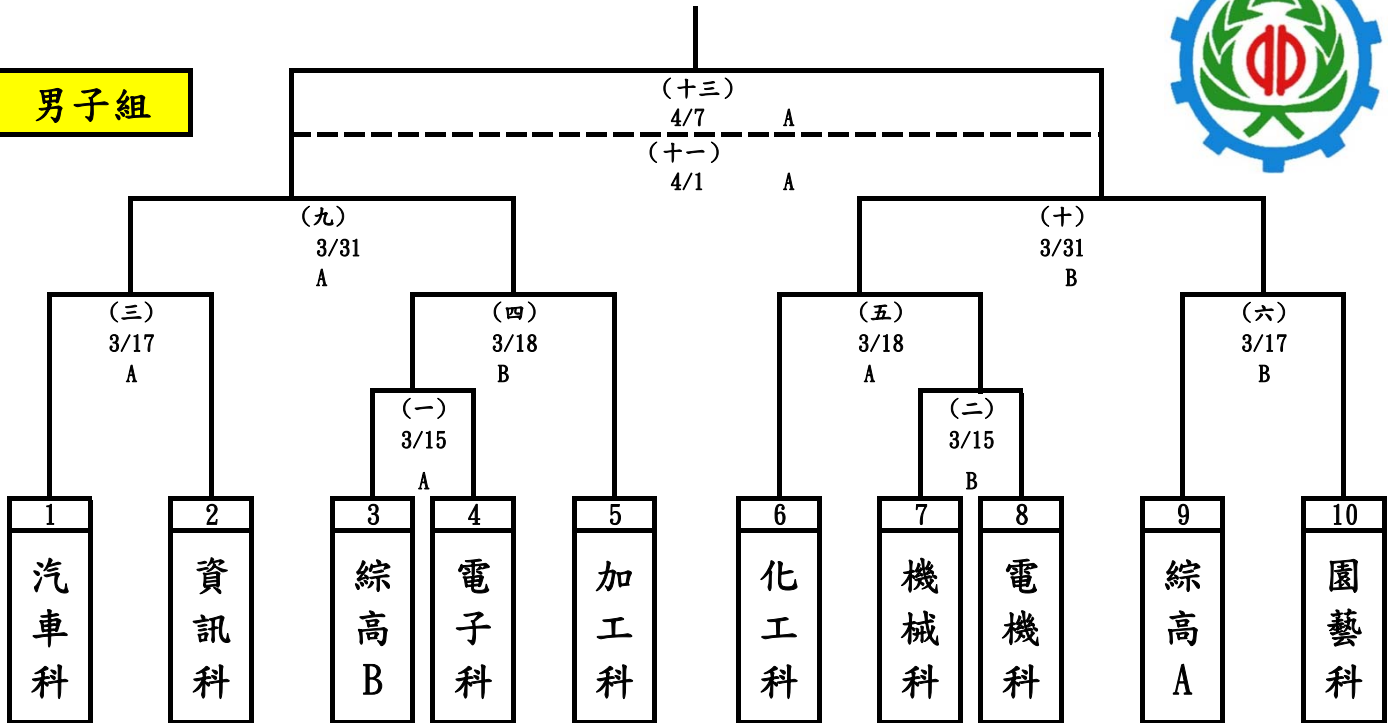 男子組
（十三）
4/7 A
（十一）
4/1 A
（九）
3/31
A
（十）
3/31
B
（三）
3/17
A
（四）
3/18
B
（五）
3/18
A
（六）
3/17
B
（一）
3/15
A
（二）
3/15
B
1
2
3
4
5
6
7
8
9
10
汽車科
資訊科
綜高B
電子科
加工科
化工科
機械科
電機科
綜高A
園藝科